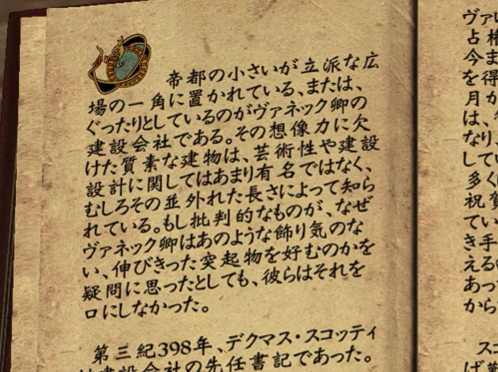 帝都の小さいが立派な広
場の一角に置かれている、または、
ぐったりとしているのがヴァネック卿の
建設会社である。その想像力に欠
けた質素な建物は、芸術性や建設
設計に関してはあまり有名ではなく、
むしろその並外れた長さによって知ら
れている。もし批判的なものが、なぜ
ヴァネック卿はあのような飾り気のな
い、伸びきった突起物を好むのかを
疑問に思ったとしても、彼らはそれを
口にしなかった。
第三紀398年、デクマス・スコッティ
は建設会社の先任書記であった。
ヴァレ
占
今ま
を得
月か
は、
なり、
して
多く
祝賀
てい
き手
える
あっ
から
スコ